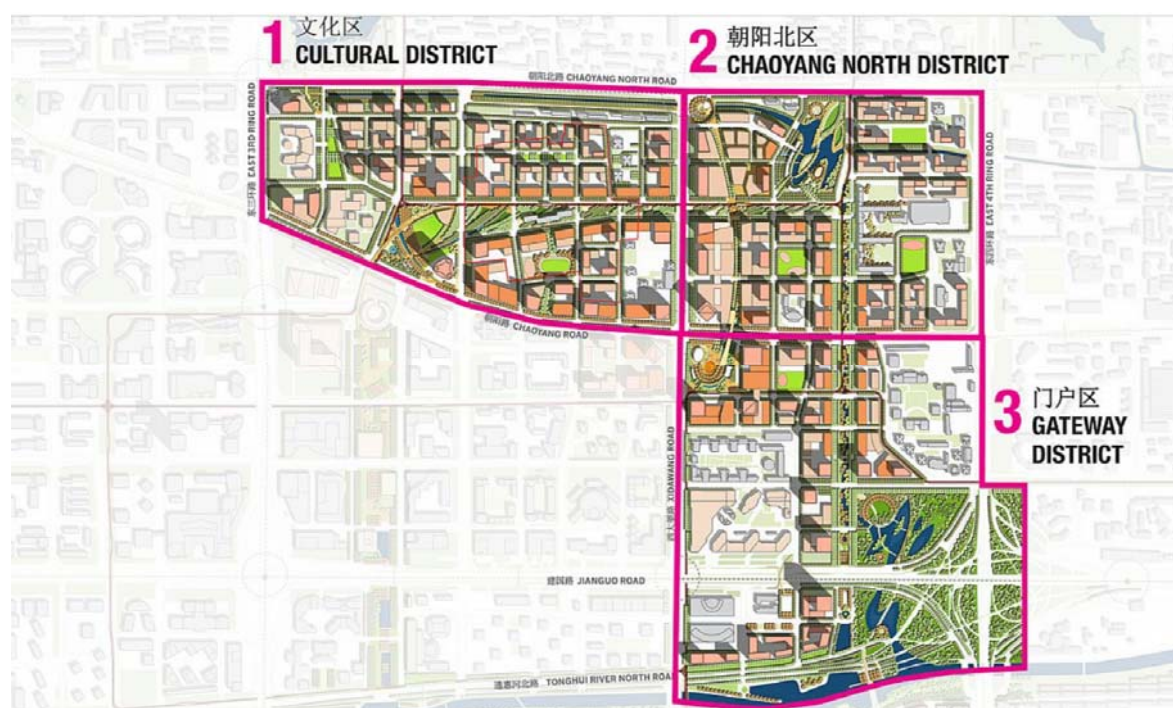 1 文化区
CULTURAL DISTRICT
2 朝阳北区
CHAOYANG NORTH DISTRICT
朝阳北路 CHAOYANG NORTH ROAD
东三环路 EAST 3RD RING ROAD
东四环路 EAST 4TH RING ROAD
朝阳路 CHAOYANG ROAD
3 门户区
GATEWAY
DISTRICT
西大望路 XIDAWANG ROAD
建国路 JIANGUO ROAD
通惠河北路 TONGHUI RIVER NORTH ROAD